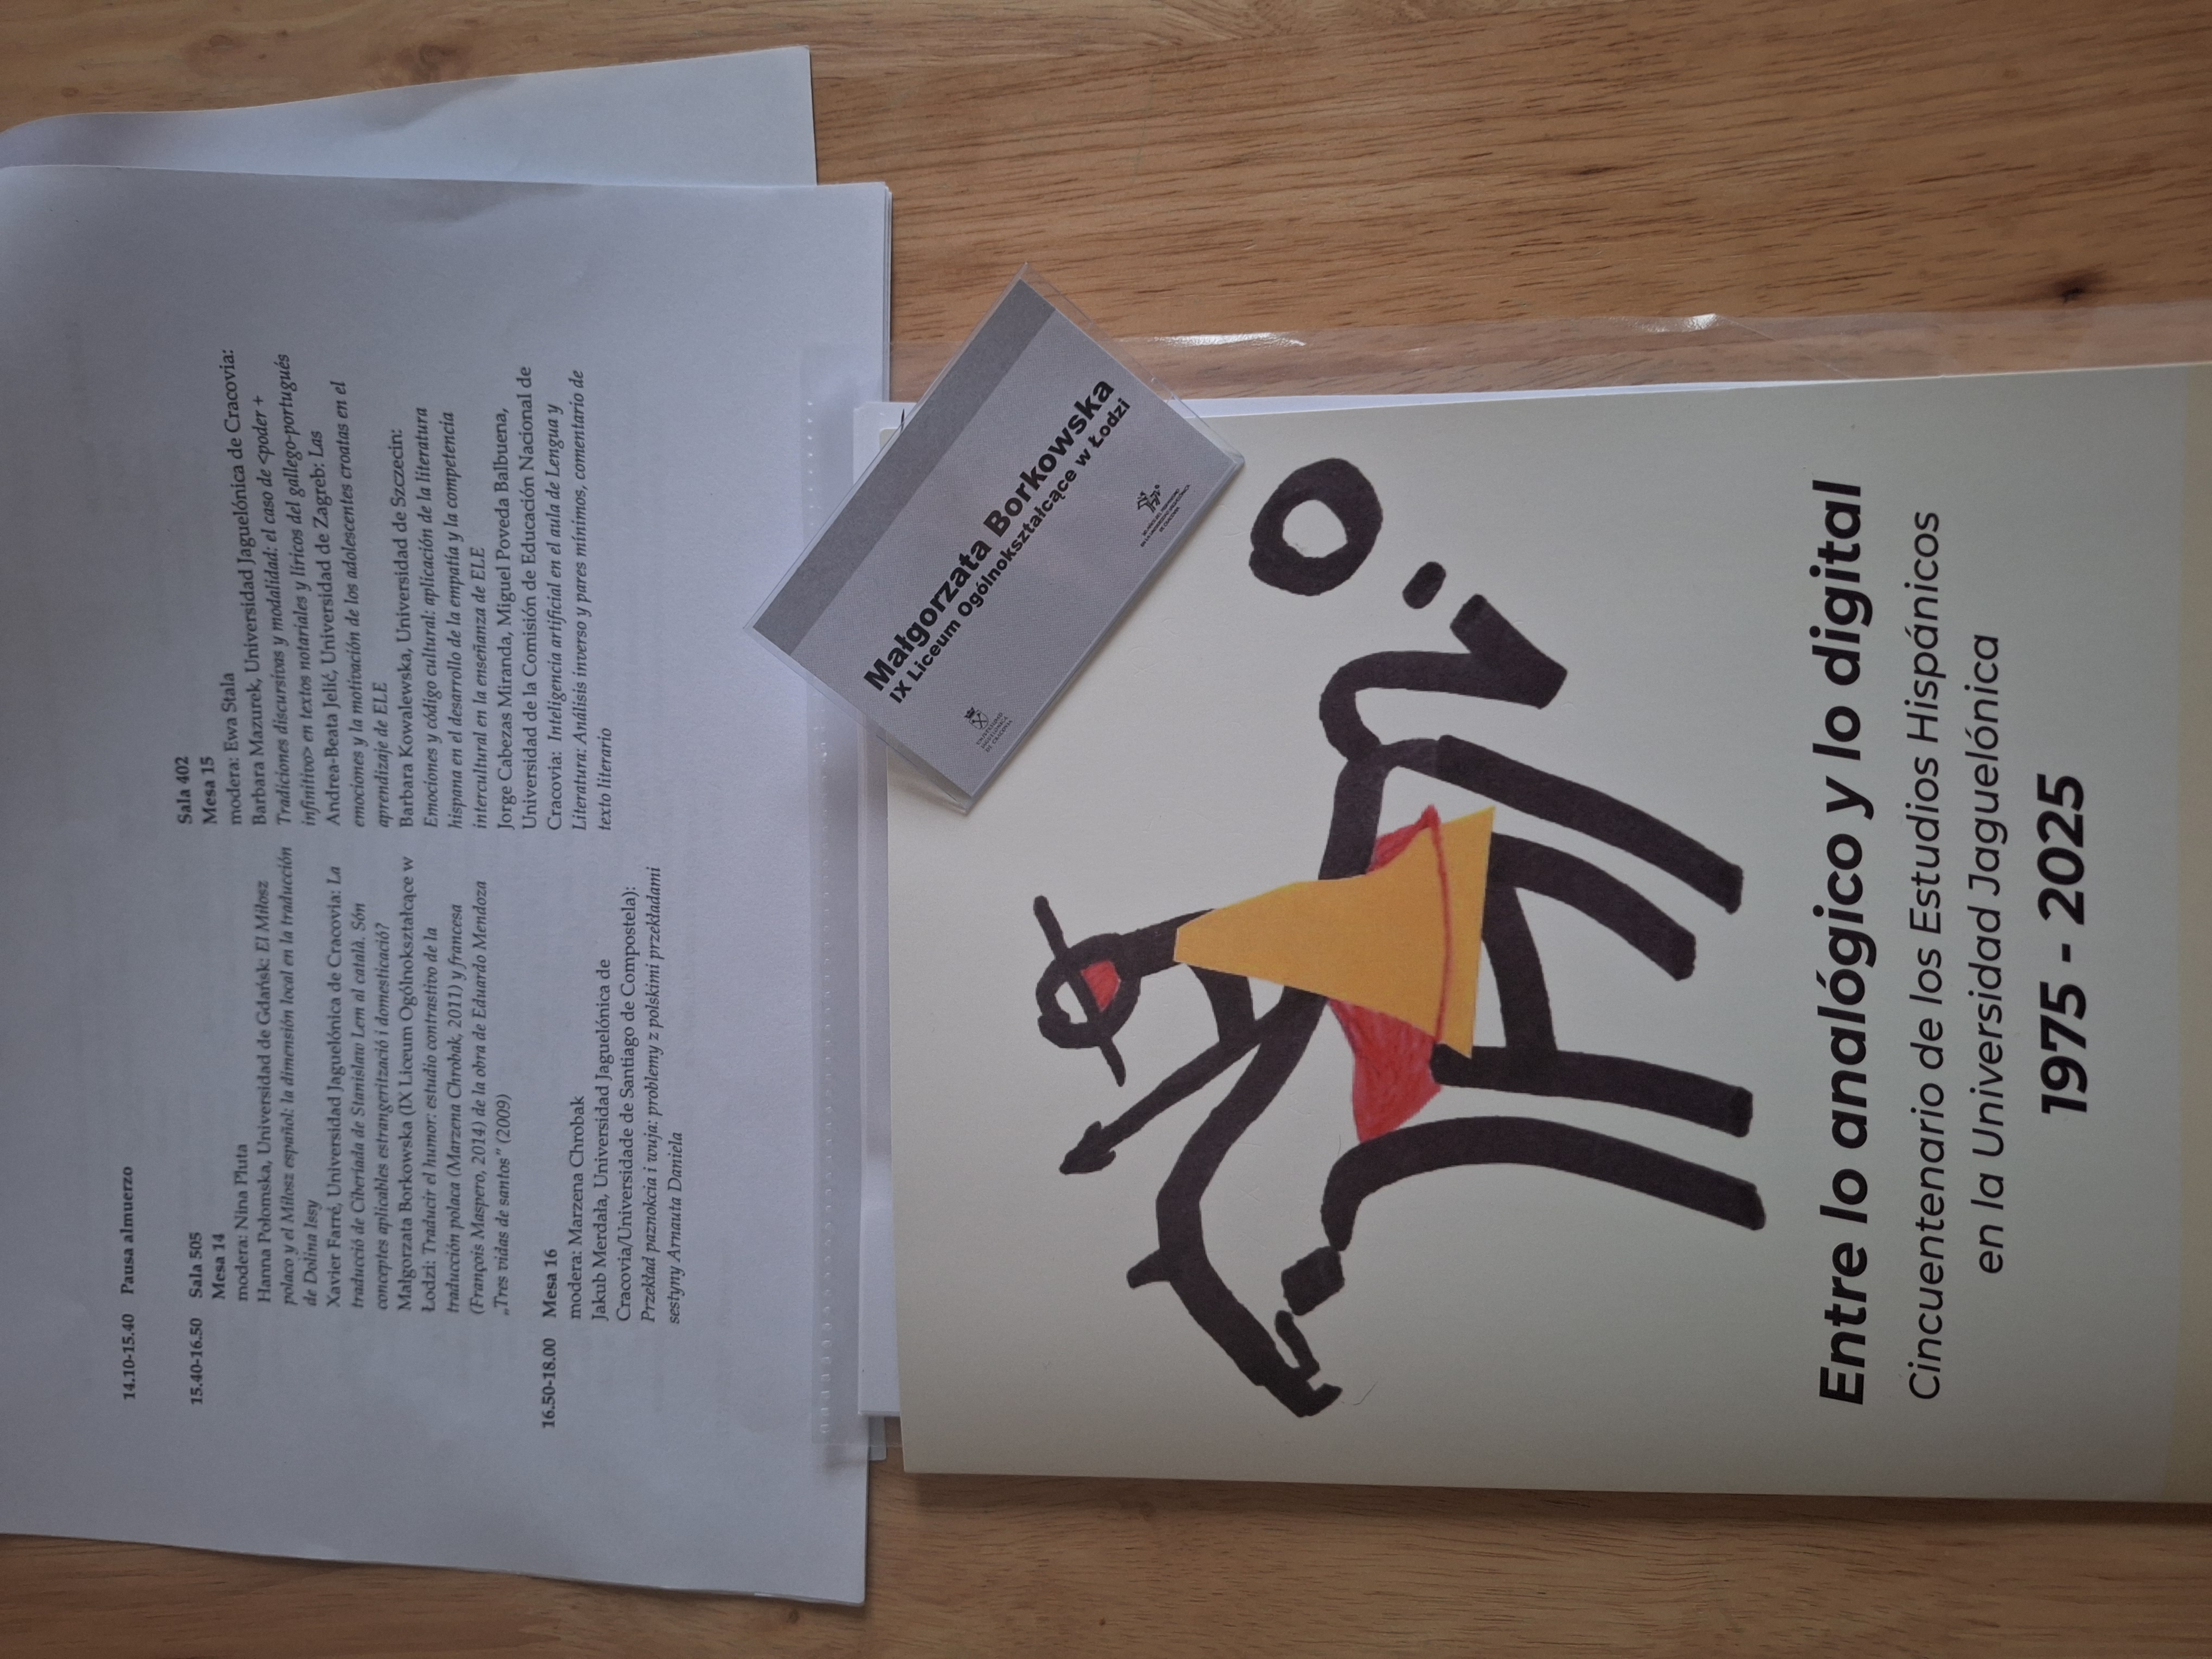 14.10-15.40 Pausa almuerzo
15.40-16.50 Sala 505
Mesa 14
modera: Nina Pluta
Hanna Połomska, Universidad de Gdańsk: El Miłosz
polaco y el Miłosz español: la dimensión local en la traducción
de Dolina Issy
Xavier Farré, Universidad Jaguelónica de Cracovia: La
traducció de Ciberíada de Stanisław Lem al català. Són
conceptes aplicables estrangerització i domesticació?
Małgorzata Borkowska (IX Liceum Ogólnokształcące w
Łodzi: Traducir el humor: estudio contrastivo de la
traducción polaca (Marzena Chrobak, 2011) y francesa
(François Maspero, 2014) de la obra de Eduardo Mendoza
„Tres vidas de santos” (2009)
16.50-18.00 Mesa 16
modera: Marzena Chrobak
Jakub Merdała, Universidad Jaguelónica de
Cracovia/Universidade de Santiago de Compostela):
Przekład paznokcia i wuja: problemy z polskimi przekładami
sestyny Arnauta Daniela
Sala 402
Mesa 15
modera: Ewa Stala
Barbara Mazurek, Universidad Jaguelónica de Cracovia:
Tradiciones discursivas y modalidad: el caso de <poder +
infinitivo> en textos notariales y líricos del gallego-portugués
Andrea-Beata Jelić, Universidad de Zagreb: Las
emociones y la motivación de los adolescentes croatas en el
aprendizaje de ELE
Barbara Kowalewska, Universidad de Szczecin:
Emociones y código cultural: aplicación de la literatura
hispana en el desarrollo de la empatía y la competencia
intercultural en la enseñanza de ELE
Jorge Cabezas Miranda, Miguel Poveda Balbuena,
Universidad de la Comisión de Educación Nacional de
Cracovia: Inteligencia artificial en el aula de Lengua y
Literatura: Análisis inverso y pares mínimos, comentario de
texto literario
Małgorzata Borkowska
IX Liceum Ogólnokształcące w Łodzi
UNIVERSIDAD
JAGUELÓNICA
DE CRACOVIA
Entre lo analógico y lo digital
Cincuentenario de los Estudios Hispánicos
en la Universidad Jaguelónica
1975 - 2025